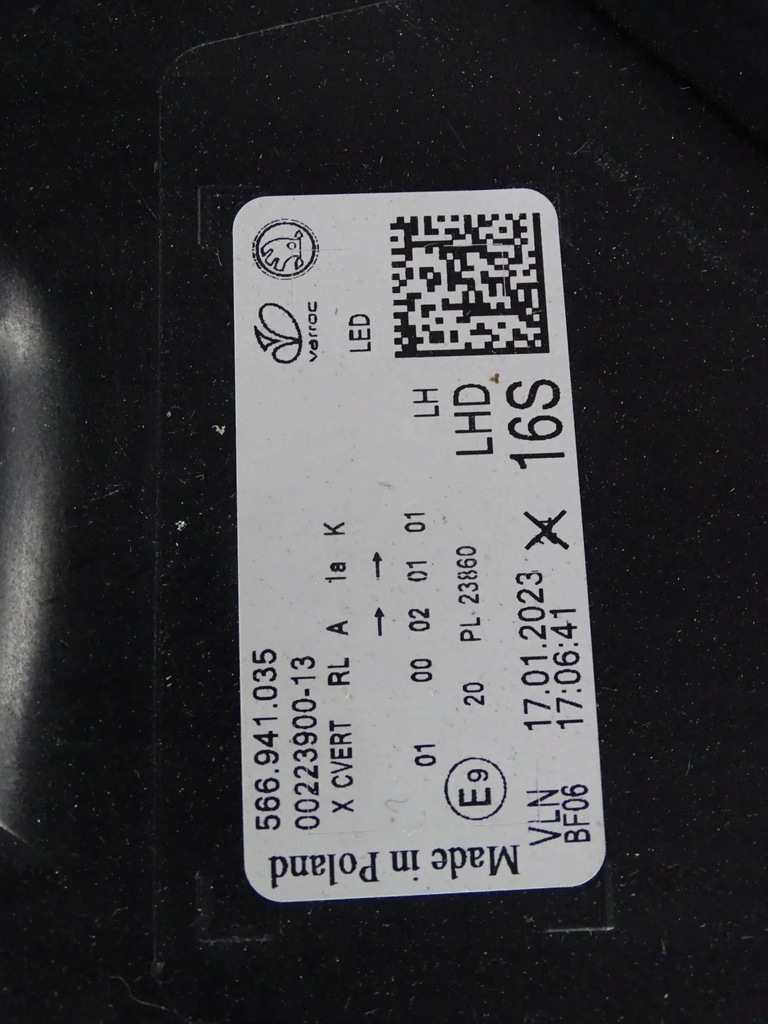 566.941.035
00223900-13
X CVERT RL A 1a K
→ →
01 00 02 01 01
E9 20 PL 23860
varroc
LED
LH
LHD
16S
VLN 17.01.2023 X
BF06 17:06:41
Made in Poland